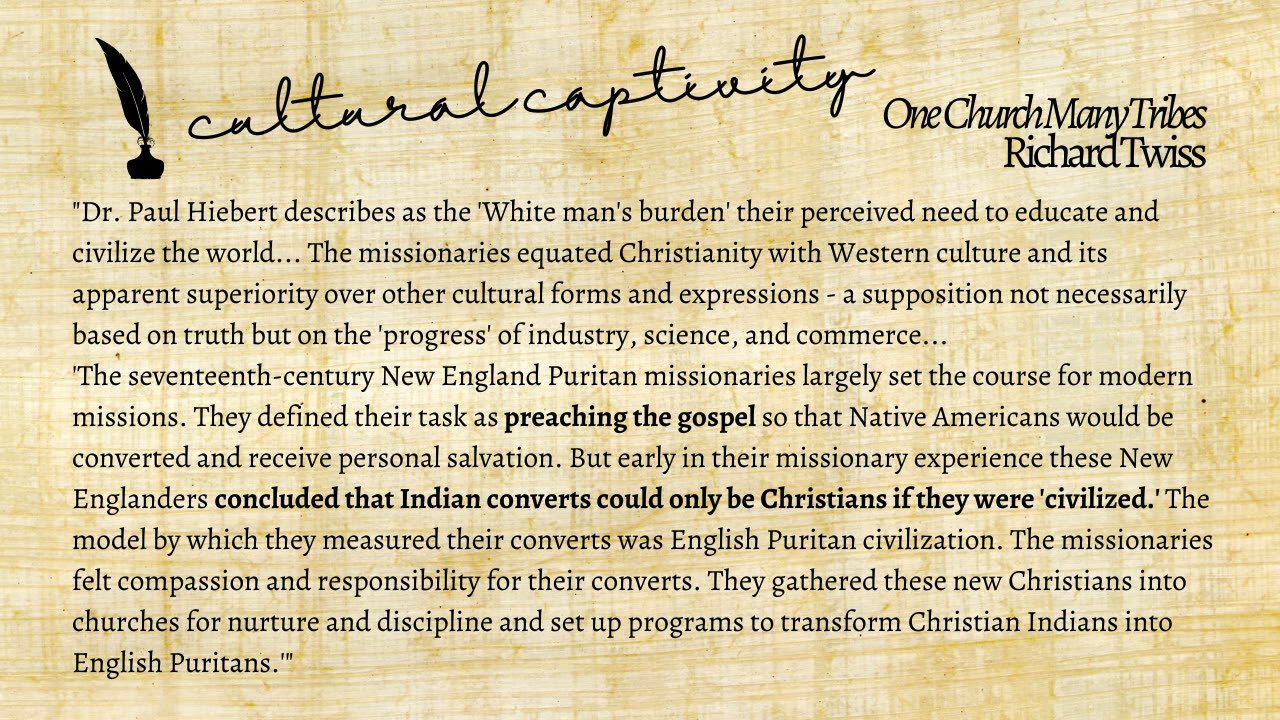 cultural captivity
One Church Many Tribes
Richard Twiss
"Dr. Paul Hiebert describes as the 'White man's burden' their perceived need to educate and
civilize the world... The missionaries equated Christianity with Western culture and its
apparent superiority over other cultural forms and expressions - a supposition not necessarily
based on truth but on the 'progress' of industry, science, and commerce...
'The seventeenth-century New England Puritan missionaries largely set the course for modern
missions. They defined their task as preaching the gospel so that Native Americans would be
converted and receive personal salvation. But early in their missionary experience these New
Englanders concluded that Indian converts could only be Christians if they were 'civilized.' The
model by which they measured their converts was English Puritan civilization. The missionaries
felt compassion and responsibility for their converts. They gathered these new Christians into
churches for nurture and discipline and set up programs to transform Christian Indians into
English Puritans.'"